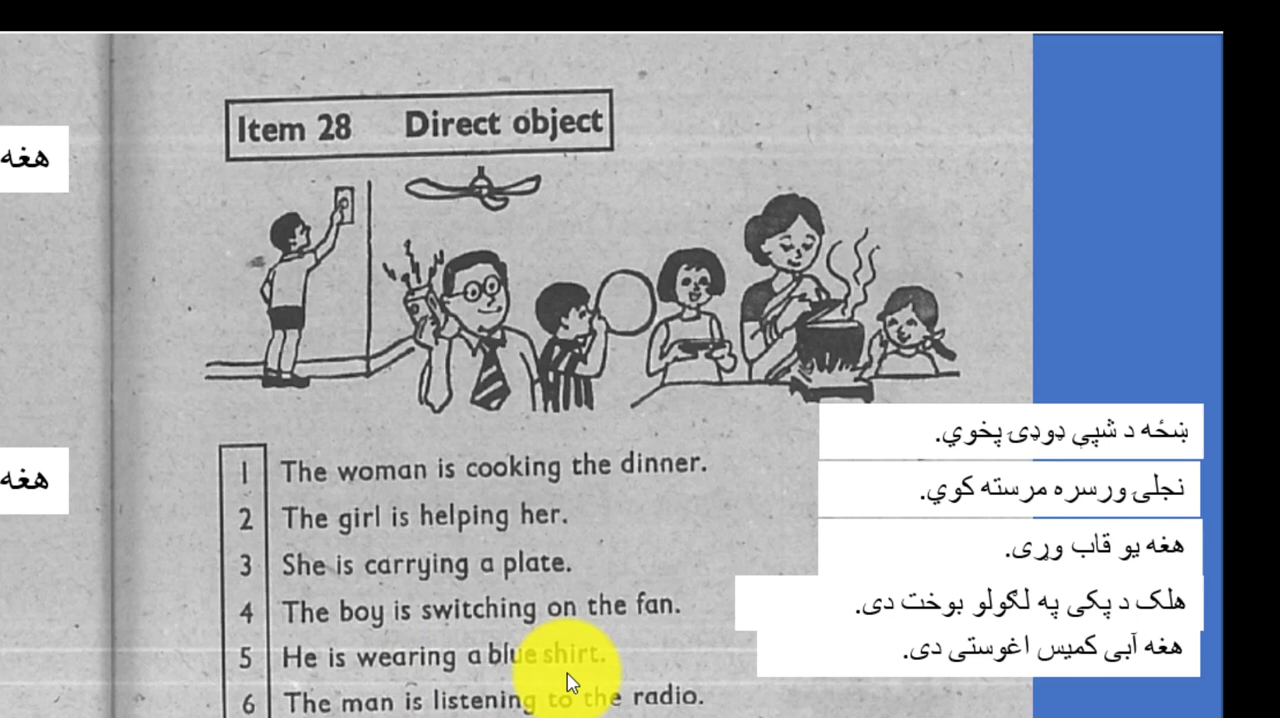 Item 28 Direct object
هغه
هغه
1 The woman is cooking the dinner.
ښځه د شپې ډوډۍ پخوي.
2 The girl is helping her.
نجلۍ ورسره مرسته کوي.
3 She is carrying a plate.
هغه یو قاب وړی.
4 The boy is switching on the fan.
هلک د پکی په لګولو بوخت دی.
5 He is wearing a blue shirt.
هغه آبی کمیس اغوستی دی.
6 The man is listening to the radio.